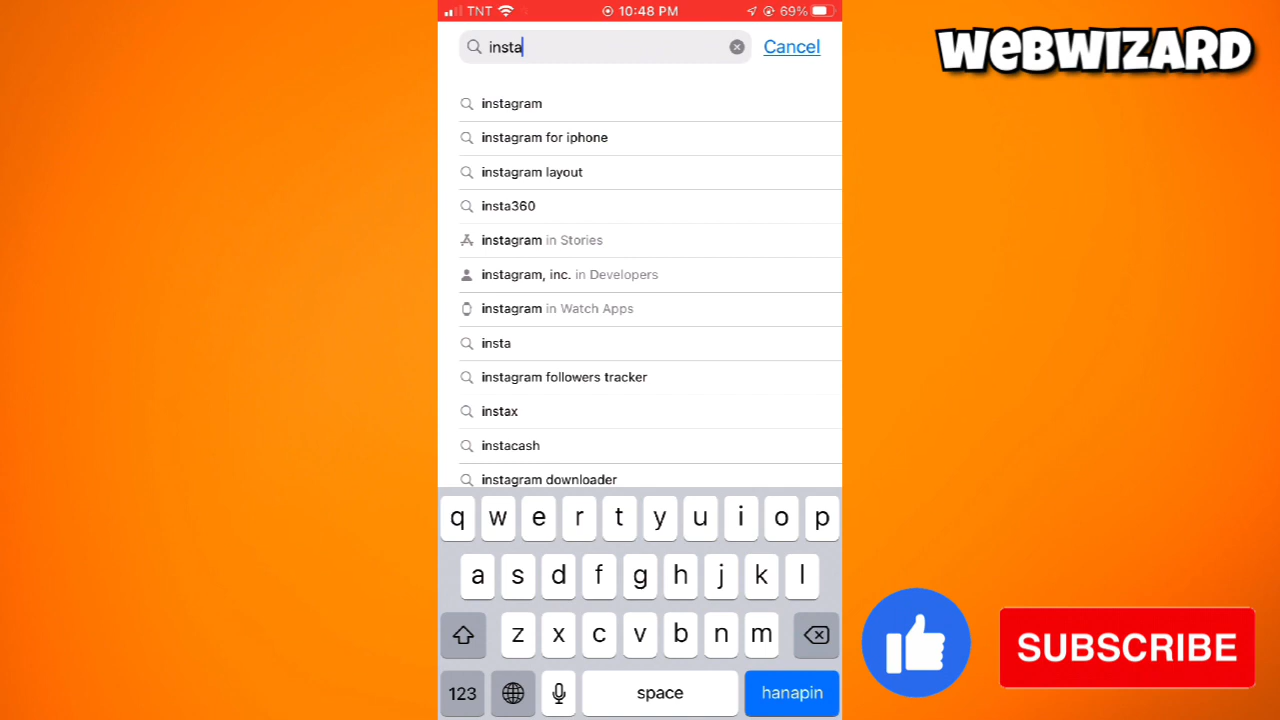 TNT 10:48 PM 69%
WEBWIZARD
insta Cancel
instagram
instagram for iphone
instagram layout
insta360
instagram in Stories
instagram, inc. in Developers
instagram in Watch Apps
insta
instagram followers tracker
instax
instacash
instagram downloader
q w e r t y u i o p
a s d f g h j k l
z x c v b n m
123 space hanapin
SUBSCRIBE